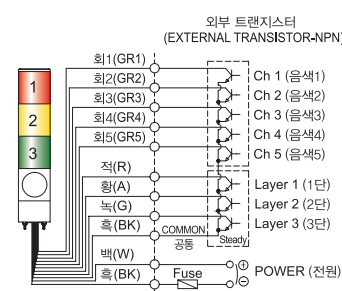 외부 트랜지스터
(EXTERNAL TRANSISTOR-NPN)
회1(GR1)
회2(GR2)
회3(GR3)
회4(GR4)
회5(GR5)
적(R)
황(A)
녹(G)
흑(BK)
백(W)
흑(BK)
1
2
3
COMMON
공통
Fuse
Steady
Ch 1 (음색1)
Ch 2 (음색2)
Ch 3 (음색3)
Ch 4 (음색4)
Ch 5 (음색5)
Layer 1 (1단)
Layer 2 (2단)
Layer 3 (3단)
⊕
⊖
POWER (전원)